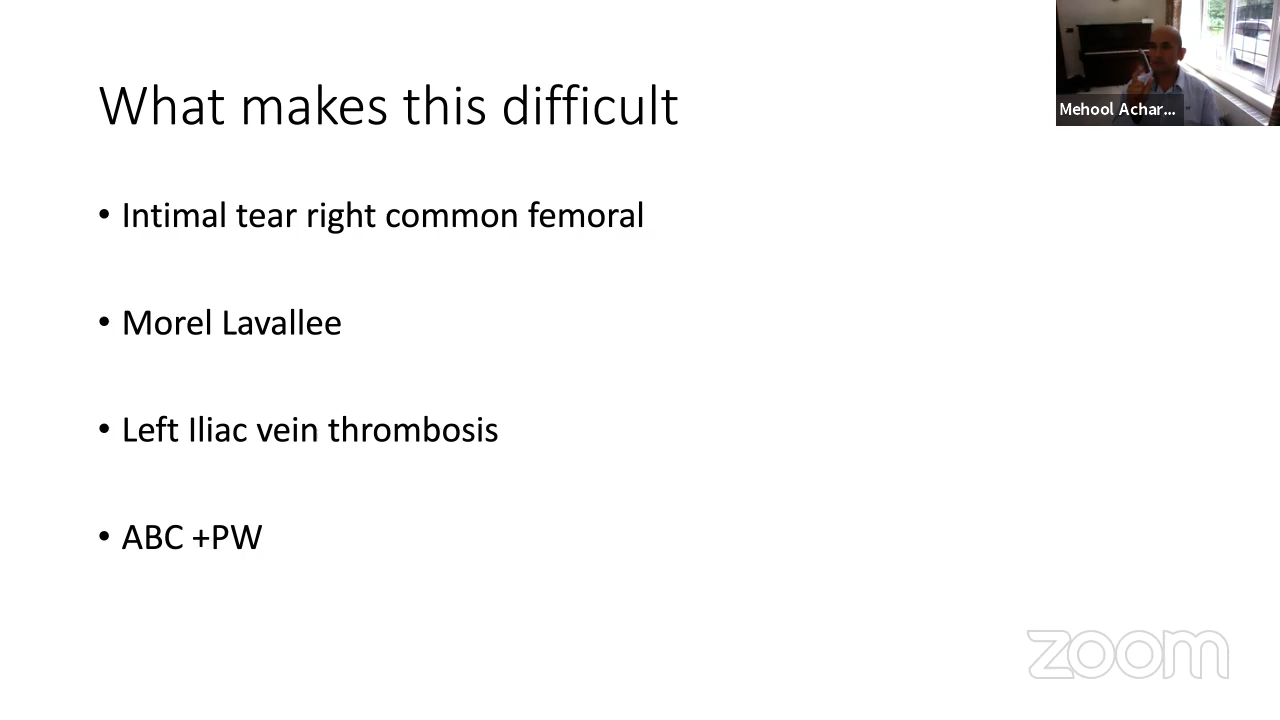 What makes this difficult
Mehool Achar...
• Intimal tear right common femoral
• Morel Lavallee
• Left Iliac vein thrombosis
• ABC +PW
zoom